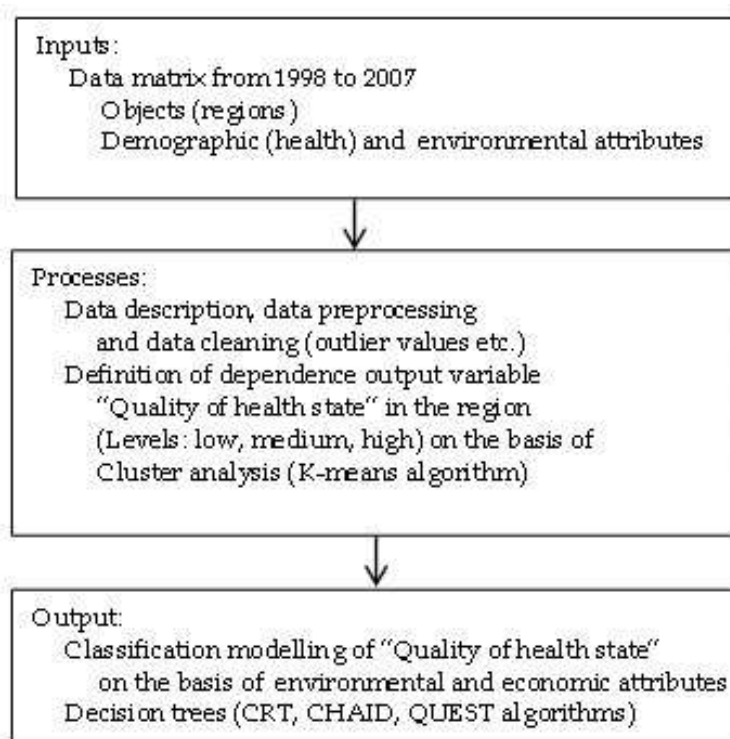 Inputs:
Data matrix from 1998 to 2007
Objects (regions)
Demographic (health) and environmental attributes
Processes:
Data description, data preprocessing
and data cleaning (outlier values etc.)
Definition of dependence output variable
“Quality of health state“ in the region
(Levels: low, medium, high) on the basis of
Cluster analysis (K-means algorithm)
Output:
Classification modelling of “Quality of health state“
on the basis of environmental and economic attributes
Decision trees (CRT, CHAID, QUEST algorithms)